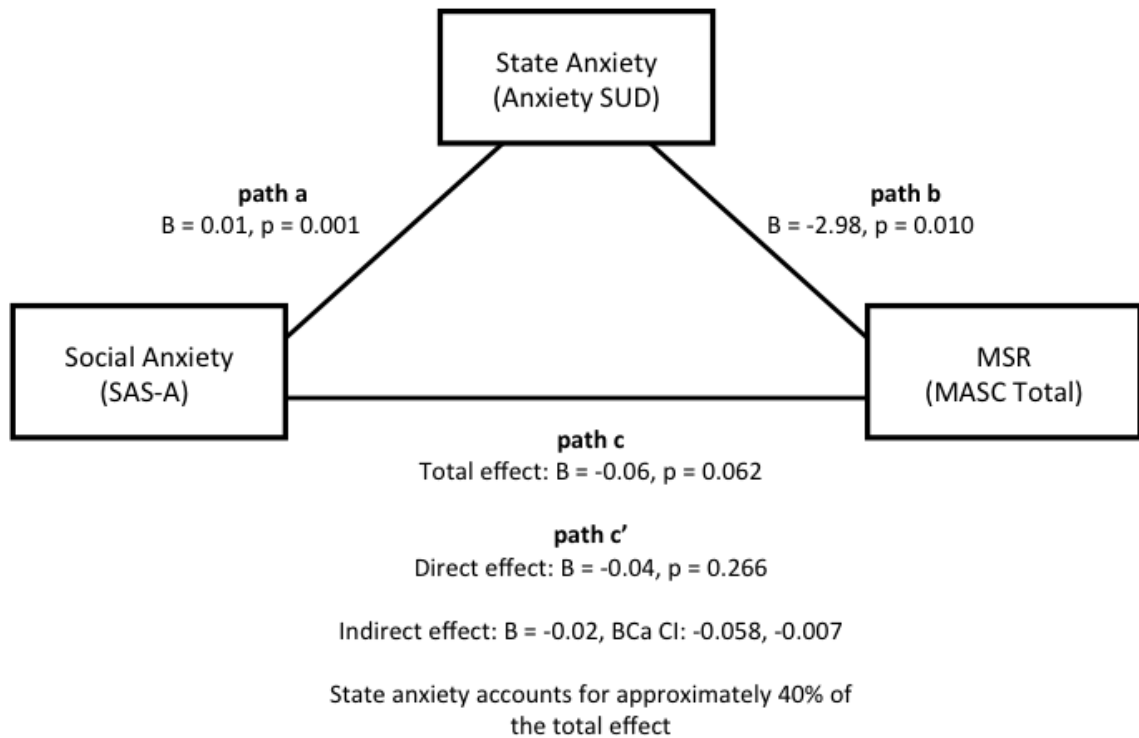 State Anxiety
(Anxiety SUD)
path a
B = 0.01, p = 0.001
path b
B = -2.98, p = 0.010
Social Anxiety
(SAS-A)
MSR
(MASC Total)
path c
Total effect: B = -0.06, p = 0.062
path c’
Direct effect: B = -0.04, p = 0.266
Indirect effect: B = -0.02, BCa CI: -0.058, -0.007
State anxiety accounts for approximately 40% of
the total effect